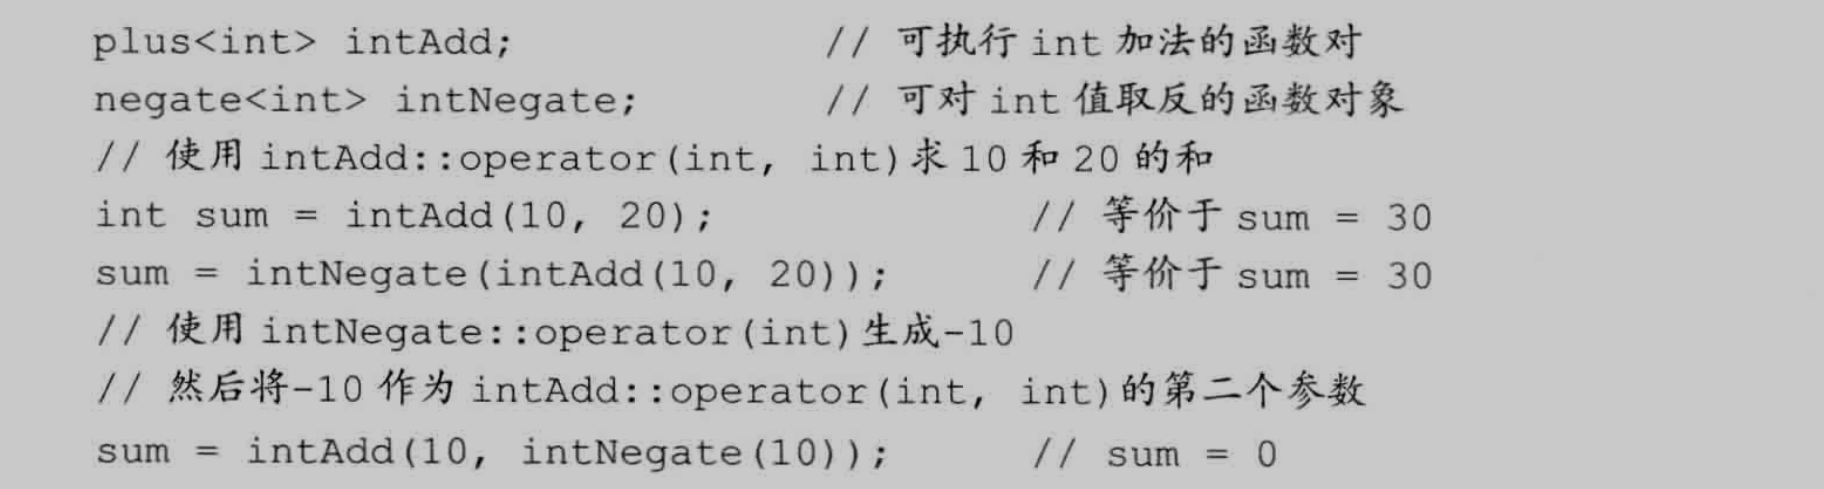 plus<int> intAdd; // 可执行 int 加法的函数对
negate<int> intNegate; // 可对 int 值取反的函数对象
// 使用 intAdd::operator(int, int)求 10 和 20 的和
int sum = intAdd(10, 20); // 等价于 sum = 30
sum = intNegate(intAdd(10, 20)); // 等价于 sum = 30
// 使用 intNegate::operator(int)生成-10
// 然后将-10 作为 intAdd::operator(int, int)的第二个参数
sum = intAdd(10, intNegate(10)); // sum = 0